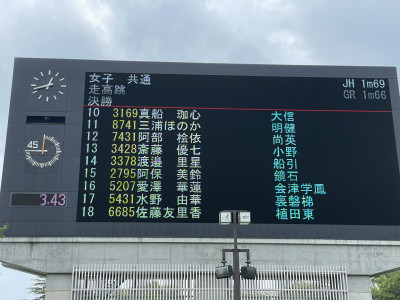 女子 共通
走高跳 JH 1m69
決勝 GR 1m66
10 3169 真船 珈心 大信
11 8741 三浦ほのか 明健
12 7431 阿部 桧依 尚英
13 3428 斎藤 優七 小野
14 3378 渡邉 里星 船引
15 2795 阿保 美鈴 鏡石
16 5207 愛澤 華蓮 会津学鳳
17 5431 水野 由華 裏磐梯
18 6685 佐藤友里香 植田東
45
3.43